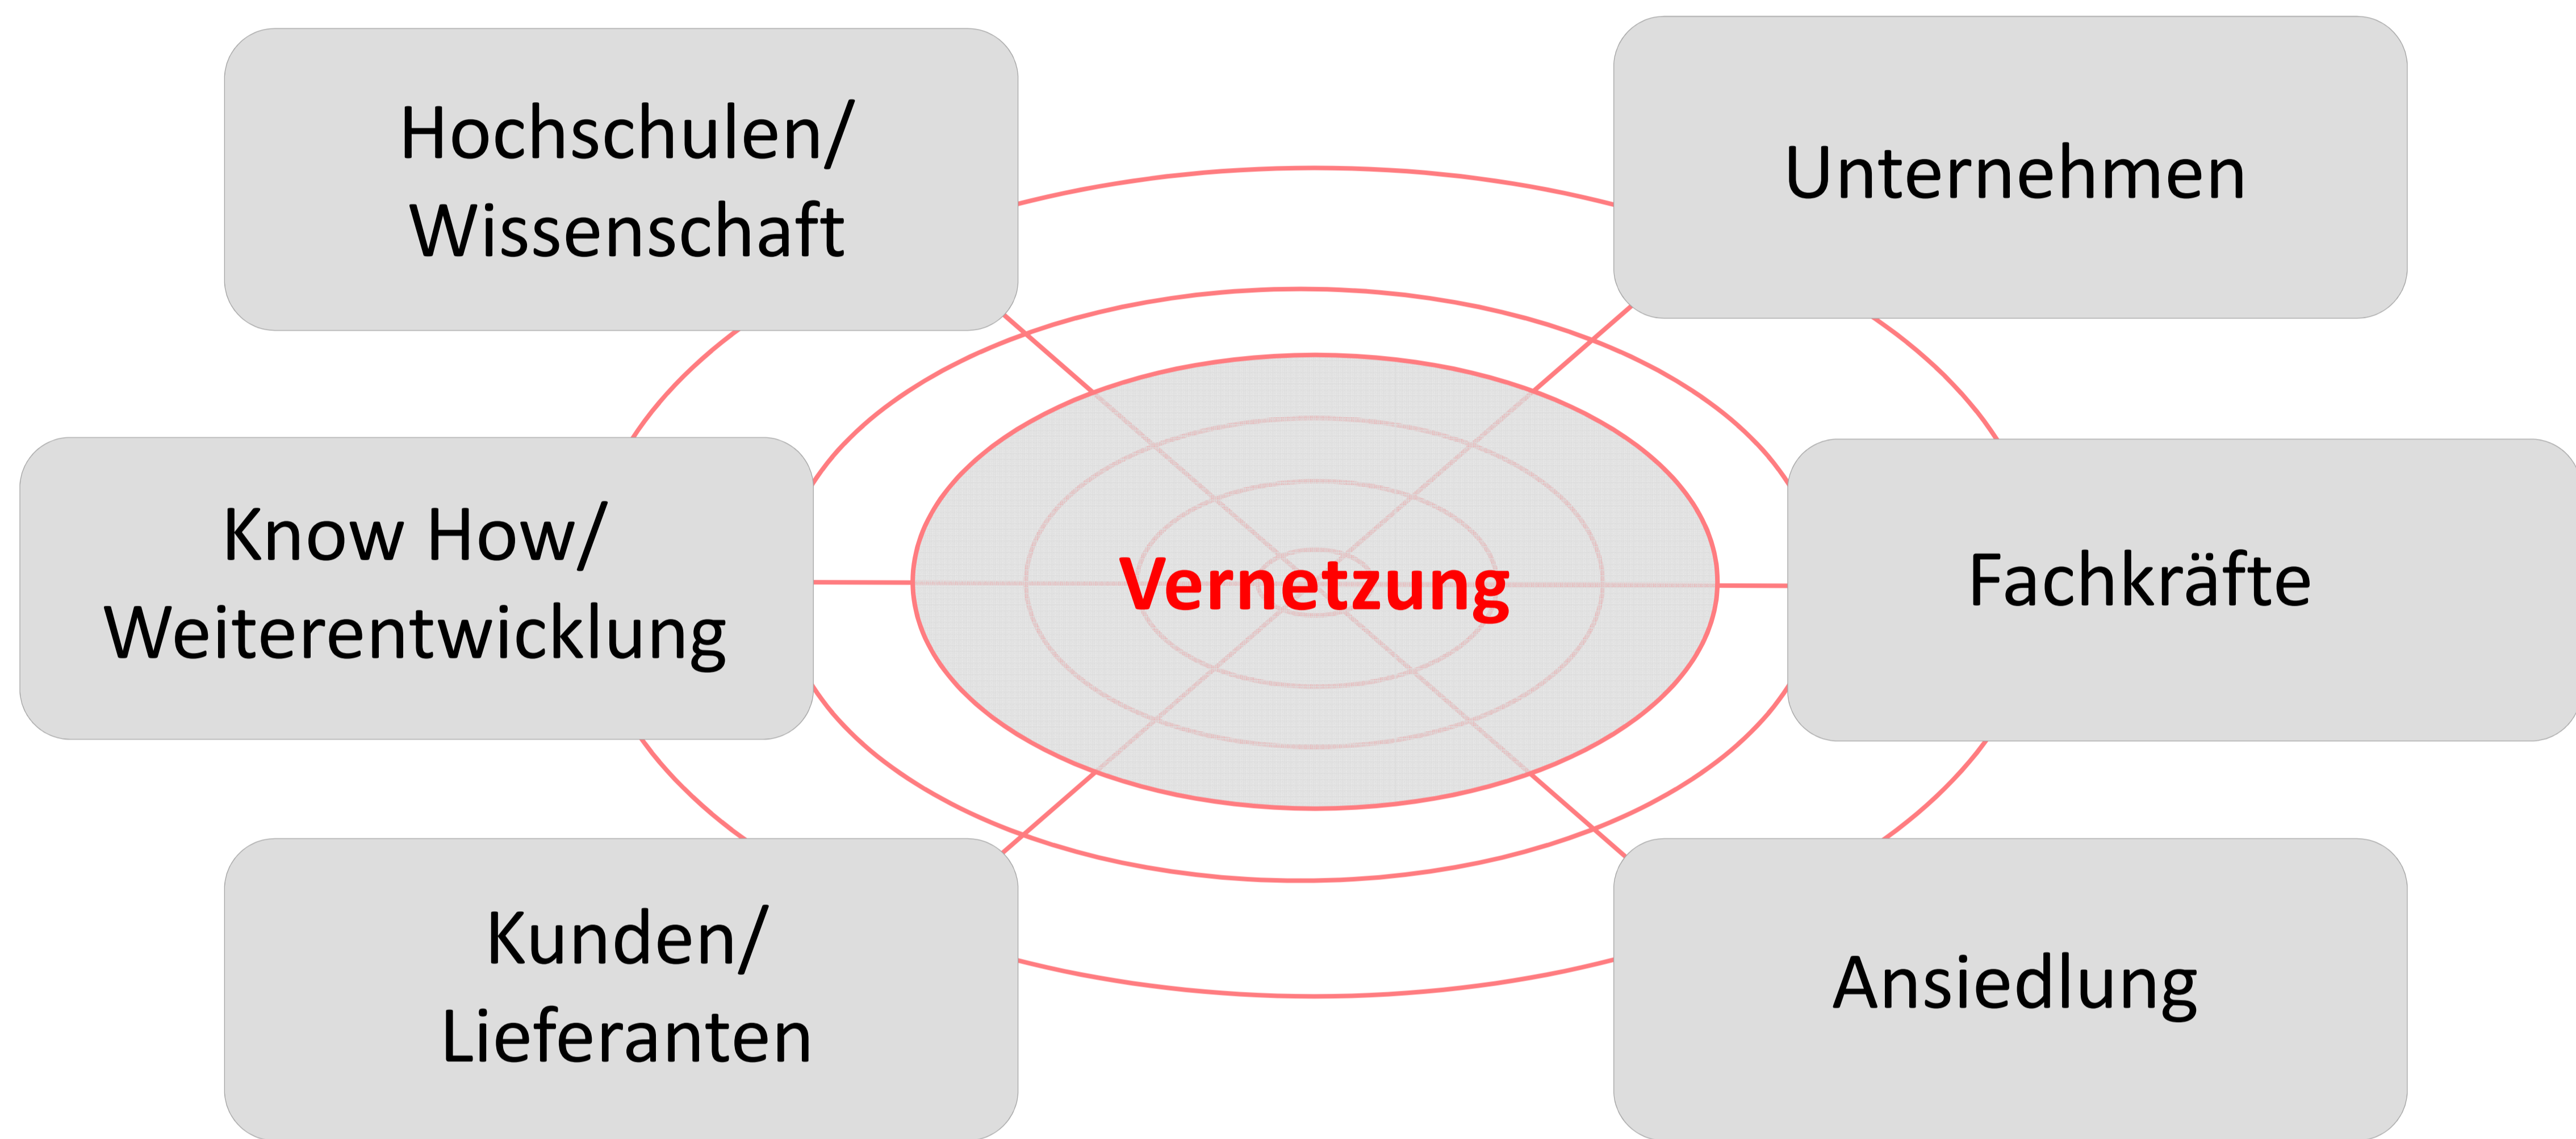 Hochschulen/
Wissenschaft
Unternehmen
Know How/
Weiterentwicklung
Vernetzung
Fachkräfte
Kunden/
Lieferanten
Ansiedlung